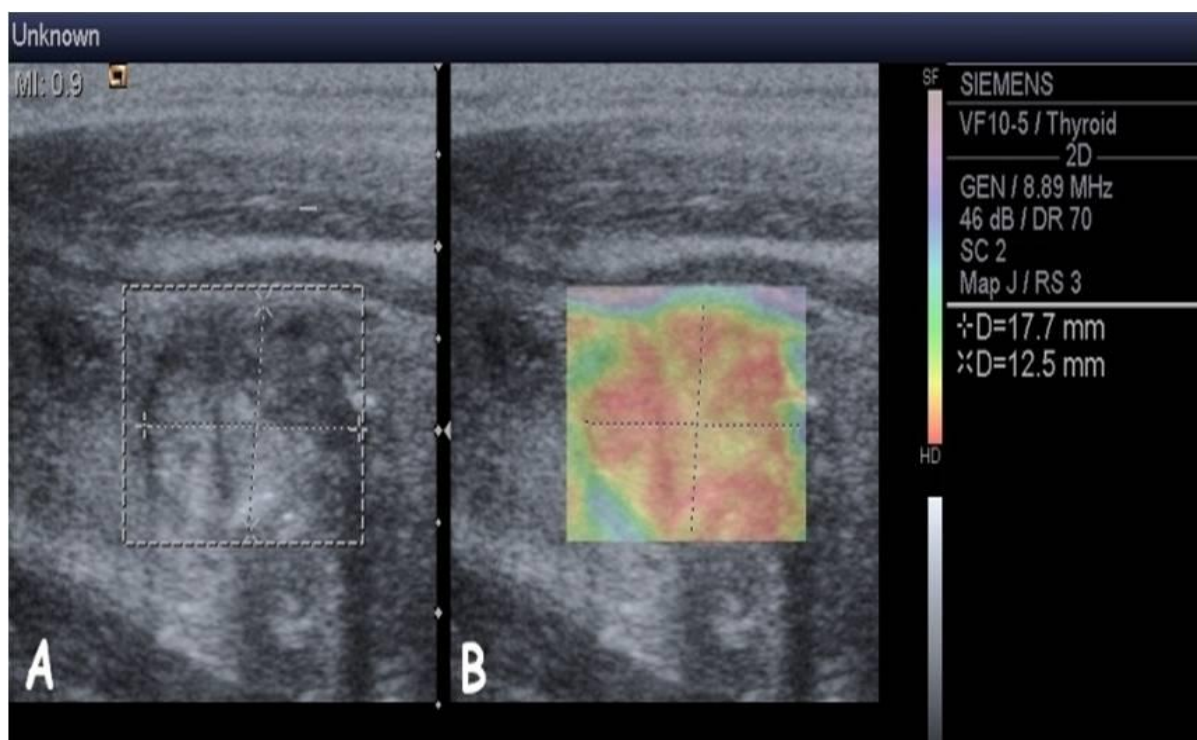 Unknown
MI: 0.9
SF
HD
SIEMENS
VF10-5 / Thyroid
2D
GEN / 8.89 MHz
46 dB / DR 70
SC 2
Map J / RS 3
D=17.7 mm
D=12.5 mm
A
B